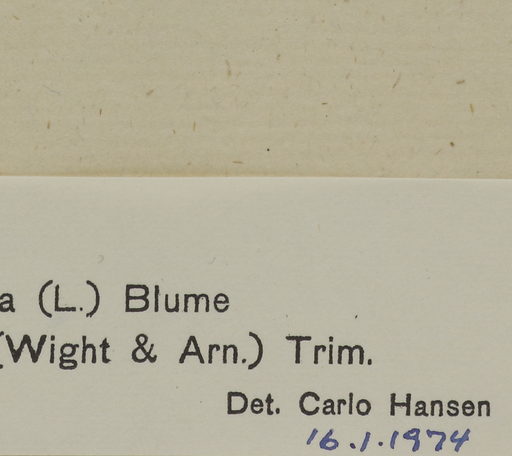 a (L.) Blume
(Wight & Arn.) Trim.
Det. Carlo Hansen
16.1.1974